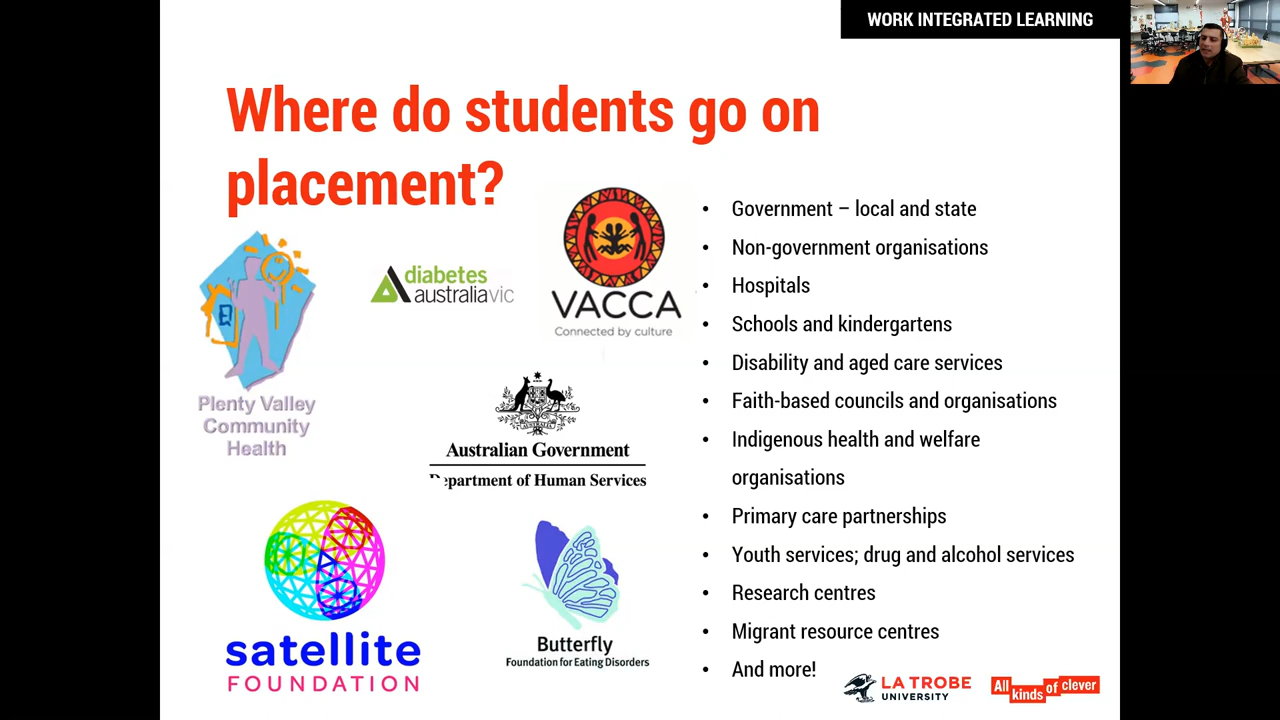 WORK INTEGRATED LEARNING
Where do students go on
placement?
Plenty Valley
Community
Health
diabetes
australiavic
VACCA
Connected by culture
Australian Government
Department of Human Services
satellite
FOUNDATION
Butterfly
Foundation for Eating Disorders
• Government – local and state
• Non-government organisations
• Hospitals
• Schools and kindergartens
• Disability and aged care services
• Faith-based councils and organisations
• Indigenous health and welfare
organisations
• Primary care partnerships
• Youth services; drug and alcohol services
• Research centres
• Migrant resource centres
• And more!
LA TROBE
UNIVERSITY
All kinds of clever